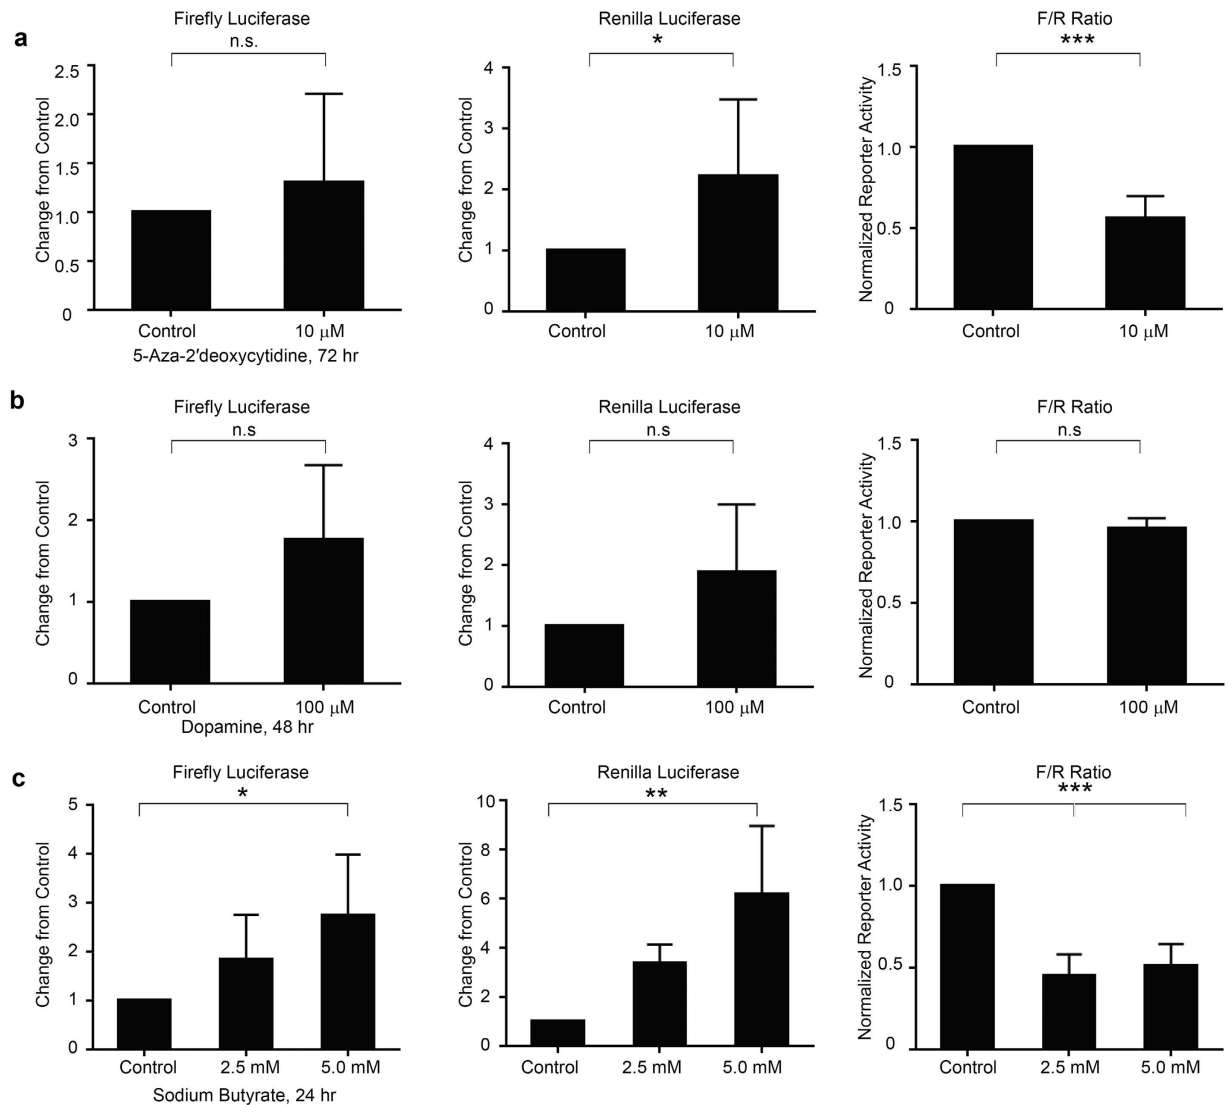 a
Firefly Luciferase
n.s.
Change from Control
2.5
2.0
1.5
1.0
0.5
0
Control
10 μM
5-Aza-2′deoxycytidine, 72 hr
Renilla Luciferase
*
Change from Control
4
3
2
1
0
Control
10 μM
F/R Ratio
***
Normalized Reporter Activity
1.5
1.0
0.5
0
Control
10 μM
b
Firefly Luciferase
n.s
Change from Control
3
2
1
0
Control
100 μM
Dopamine, 48 hr
Renilla Luciferase
n.s
Change from Control
4
3
2
1
0
Control
100 μM
F/R Ratio
n.s
Normalized Reporter Activity
1.5
1.0
0.5
0
Control
100 μM
c
Firefly Luciferase
*
Change from Control
5
4
3
2
1
0
Control
2.5 mM
5.0 mM
Sodium Butyrate, 24 hr
Renilla Luciferase
**
Change from Control
10
8
6
4
2
0
Control
2.5 mM
5.0 mM
F/R Ratio
***
Normalized Reporter Activity
1.5
1.0
0.5
0
Control
2.5 mM
5.0 mM